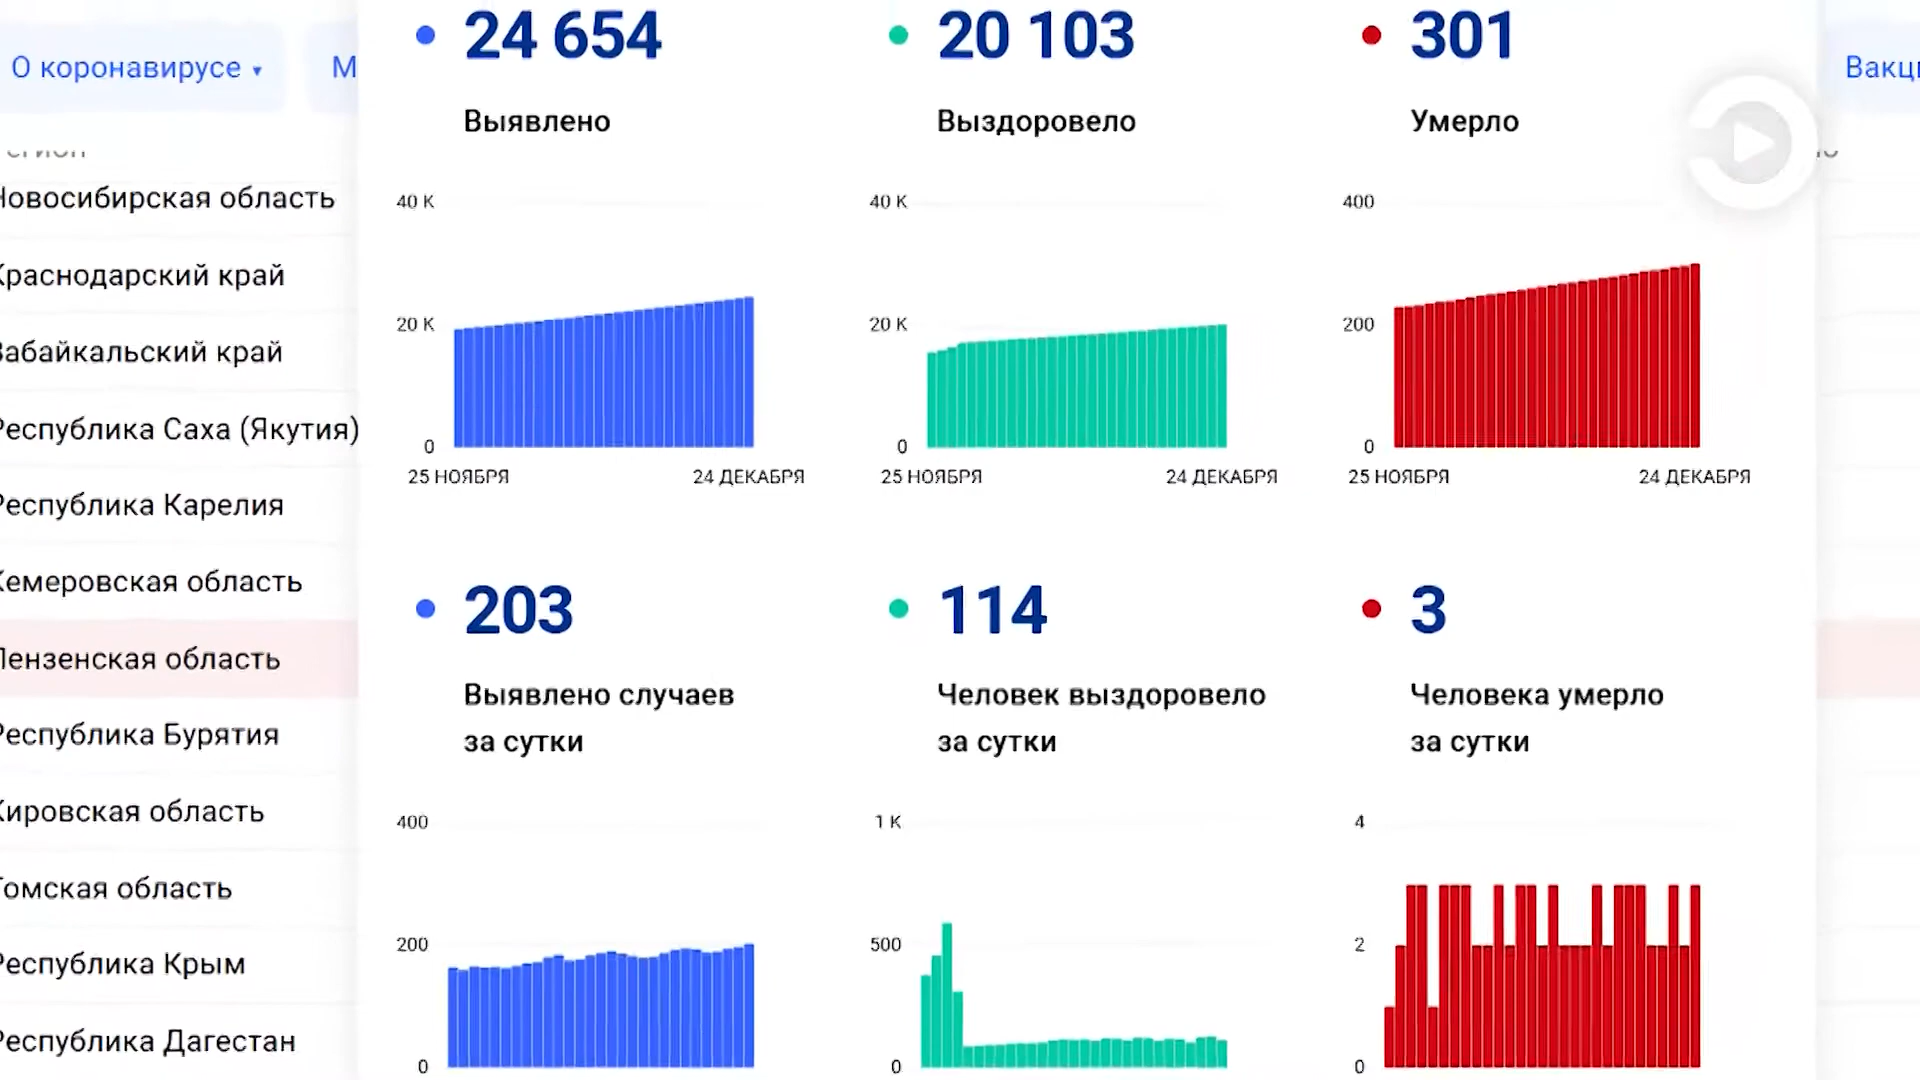 24 654
20 103
301
О коронавирусе
Вакц
Выявлено
Выздоровело
Умерло
Новосибирская область
40 K
40 K
400
Краснодарский край
20 K
20 K
200
Забайкальский край
Республика Саха (Якутия)
0
0
0
25 НОЯБРЯ
24 ДЕКАБРЯ
25 НОЯБРЯ
24 ДЕКАБРЯ
25 НОЯБРЯ
24 ДЕКАБРЯ
Республика Карелия
Кемеровская область
203
114
3
Пензенская область
Выявлено случаев
за сутки
Человек выздоровело
за сутки
Человека умерло
за сутки
Республика Бурятия
Кировская область
400
1 K
4
Томская область
200
500
2
Республика Крым
Республика Дагестан
0
0
0